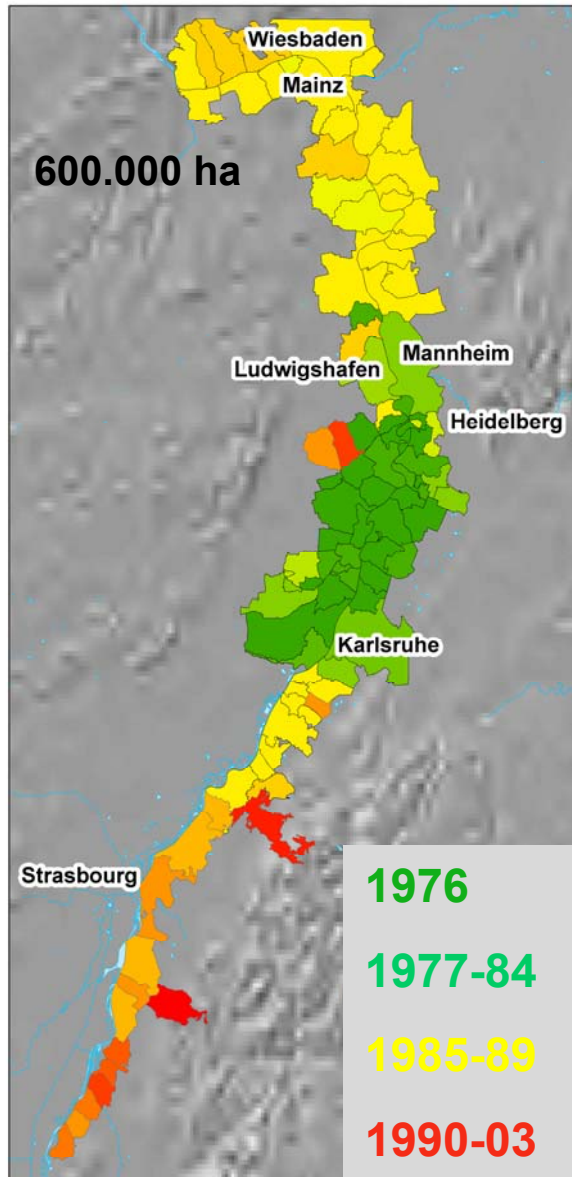 Wiesbaden
Mainz
600.000 ha
Mannheim
Ludwigshafen
Heidelberg
Karlsruhe
Strasbourg
1976
1977-84
1985-89
1990-03